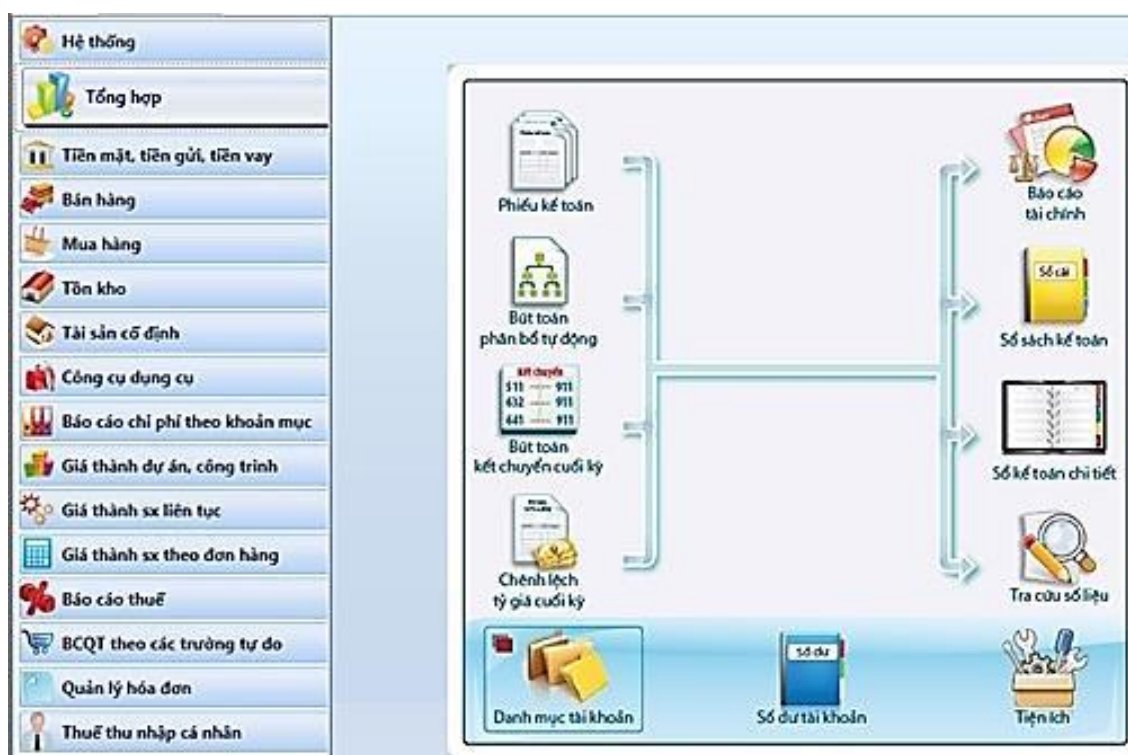 Hệ thống
Tổng hợp
Tiền mặt, tiền gửi, tiền vay
Bán hàng
Mua hàng
Tồn kho
Tài sản cố định
Công cụ dụng cụ
Báo cáo chi phí theo khoản mục
Giá thành dự án, công trình
Giá thành sx liên tục
Giá thành sx theo đơn hàng
Báo cáo thuế
BCQT theo các trường tự do
Quản lý hóa đơn
Thuế thu nhập cá nhân
Phiếu kế toán
Bút toán
phân bổ tự động
Kết chuyển
511 911
632 911
641 911
Bút toán
kết chuyển cuối kỳ
Chênh lệch
tỷ giá cuối kỳ
Báo cáo
tài chính
Sổ cái
Sổ sách kế toán
Sổ kế toán chi tiết
Tra cứu số liệu
Danh mục tài khoản
Số dư
Số dư tài khoản
Tiện ích